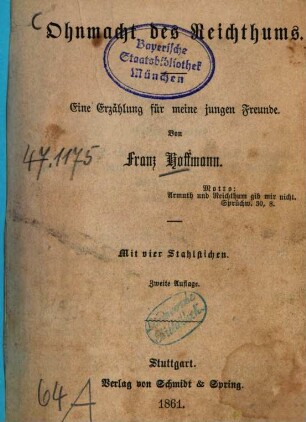 Ohnmacht des Reichthums.
Bayerische
Staatsbibliothek
München
Eine Erzählung für meine jungen Freunde.
Von
47.1175
Franz Hoffmann.
Motto:
Armuth und Reichthum gib mir nicht.
Sprüchw. 30, 8.
Mit vier Stahlstichen.
Zweite Auflage.
Stuttgart.
Verlag von Schmidt & Spring.
64 A
1861.